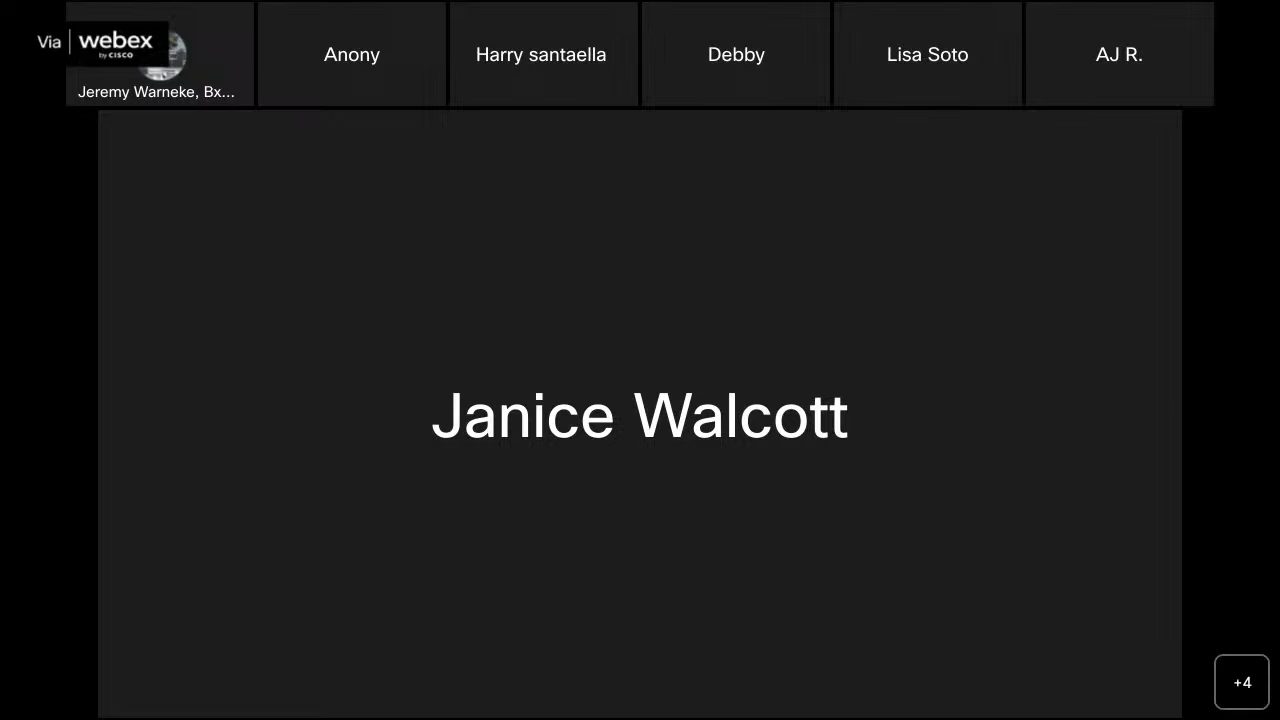 Via webex
by CISCO
Jeremy Warneke, Bx...
Anony
Harry santaella
Debby
Lisa Soto
AJ R.
Janice Walcott
+4